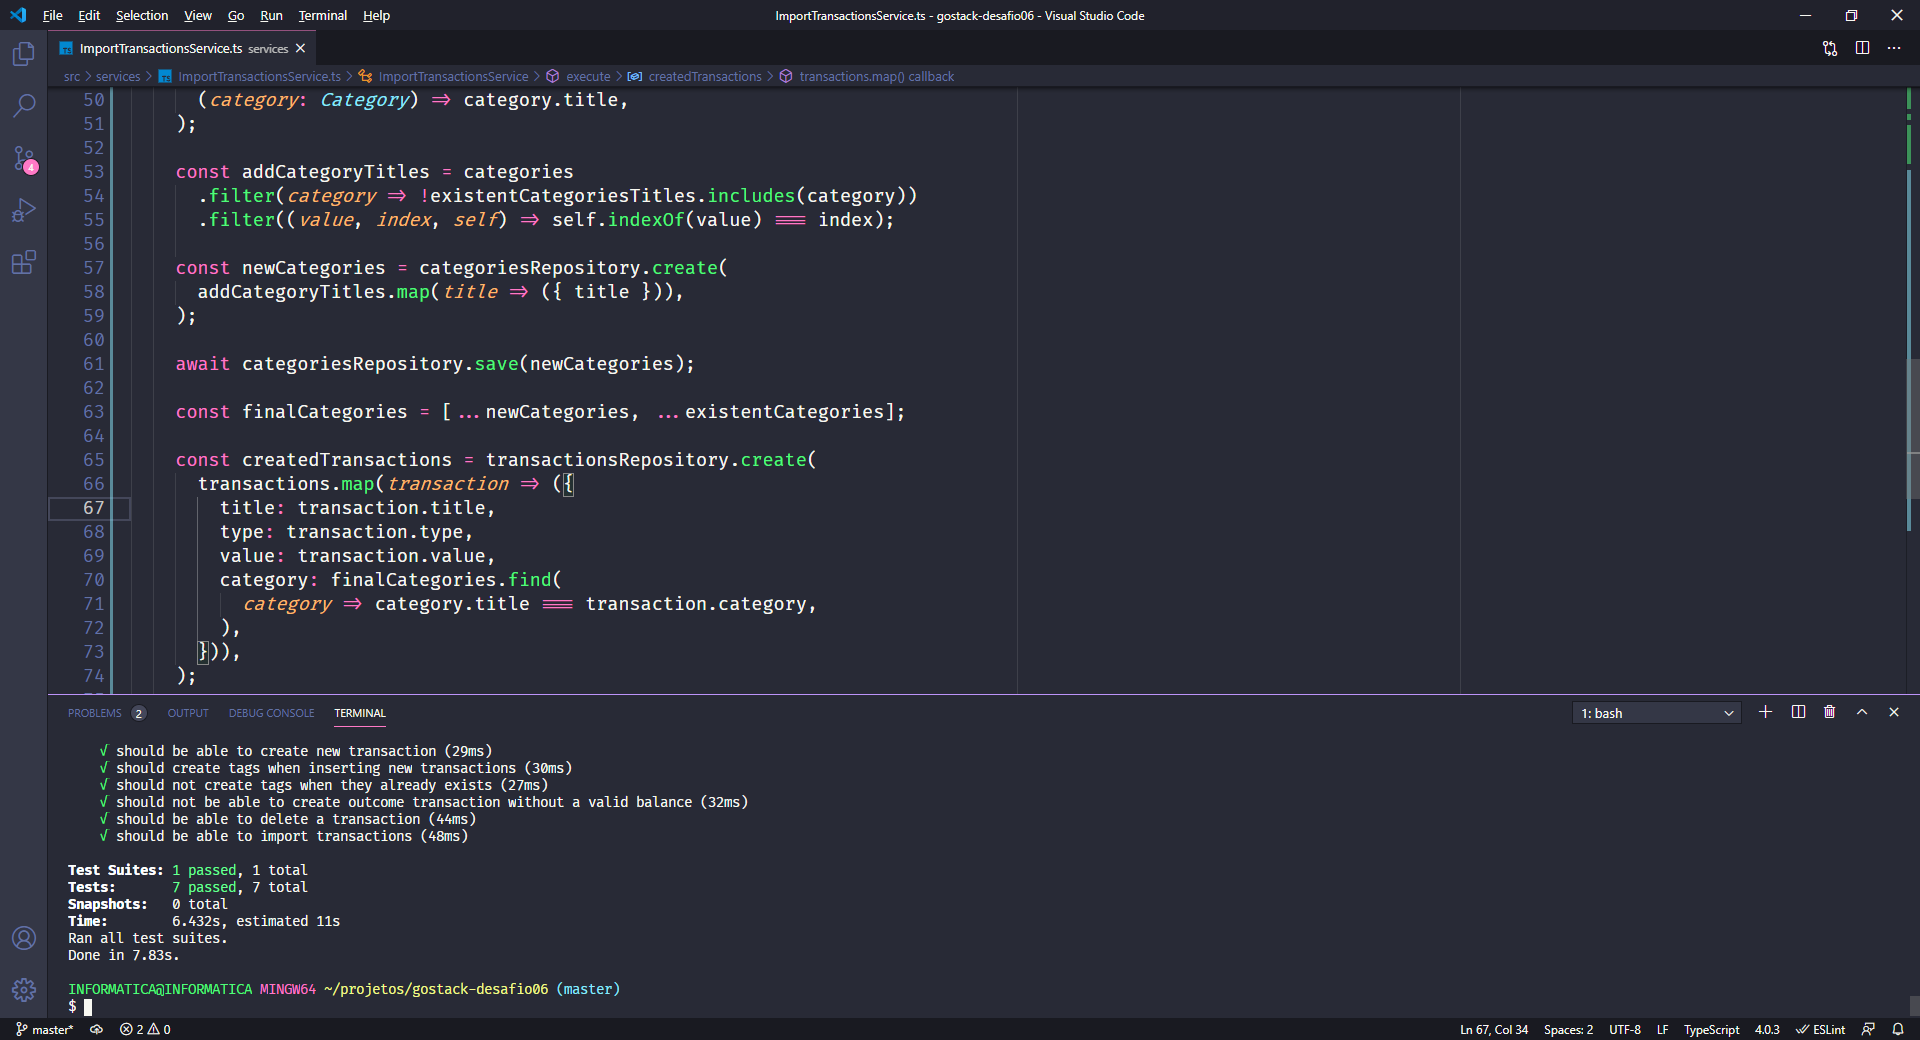 File Edit Selection View Go Run Terminal Help ImportTransactionsService.ts - gostack-desafio06 - Visual Studio Code
TS ImportTransactionsService.ts services
src > services > TS ImportTransactionsService.ts > ImportTransactionsService > execute > createdTransactions > transactions.map() callback
50 (category: Category) => category.title,
51 );
52
53 const addCategoryTitles = categories
54 .filter(category => !existentCategoriesTitles.includes(category))
55 .filter((value, index, self) => self.indexOf(value) === index);
56
57 const newCategories = categoriesRepository.create(
58 addCategoryTitles.map(title => ({ title })),
59 );
60
61 await categoriesRepository.save(newCategories);
62
63 const finalCategories = [...newCategories, ...existentCategories];
64
65 const createdTransactions = transactionsRepository.create(
66 transactions.map(transaction => ({
67 title: transaction.title,
68 type: transaction.type,
69 value: transaction.value,
70 category: finalCategories.find(
71 category => category.title === transaction.category,
72 ),
73 })),
74 );
4
PROBLEMS 2 OUTPUT DEBUG CONSOLE TERMINAL 1: bash
√ should be able to create new transaction (29ms)
√ should create tags when inserting new transactions (30ms)
√ should not create tags when they already exists (27ms)
√ should not be able to create outcome transaction without a valid balance (32ms)
√ should be able to delete a transaction (44ms)
√ should be able to import transactions (48ms)
Test Suites: 1 passed, 1 total
Tests: 7 passed, 7 total
Snapshots: 0 total
Time: 6.432s, estimated 11s
Ran all test suites.
Done in 7.83s.
INFORMATICA@INFORMATICA MINGW64 ~/projetos/gostack-desafio06 (master)
$
master* 2 0 Ln 67, Col 34 Spaces: 2 UTF-8 LF TypeScript 4.0.3 ESLint